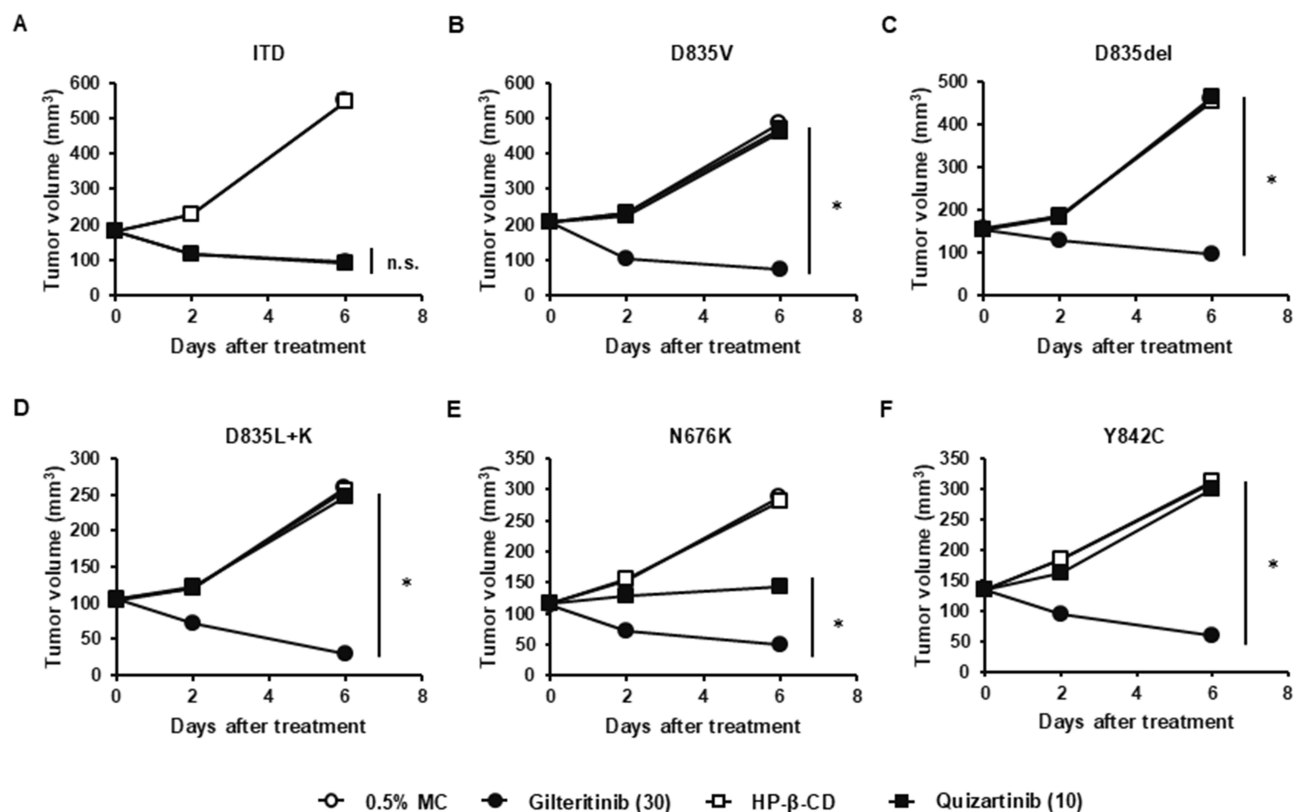 A
ITD
Tumor volume (mm³)
600
500
400
300
200
100
0
n.s.
0 2 4 6 8
Days after treatment
B
D835V
Tumor volume (mm³)
600
500
400
300
200
100
0
*
0 2 4 6 8
Days after treatment
C
D835del
Tumor volume (mm³)
500
400
300
200
100
0
*
0 2 4 6 8
Days after treatment
D
D835L+K
Tumor volume (mm³)
300
250
200
150
100
50
0
*
0 2 4 6 8
Days after treatment
E
N676K
Tumor volume (mm³)
350
300
250
200
150
100
50
0
*
0 2 4 6 8
Days after treatment
F
Y842C
Tumor volume (mm³)
350
300
250
200
150
100
50
0
*
0 2 4 6 8
Days after treatment
0.5% MC Gilteritinib (30) HP-β-CD Quizartinib (10)